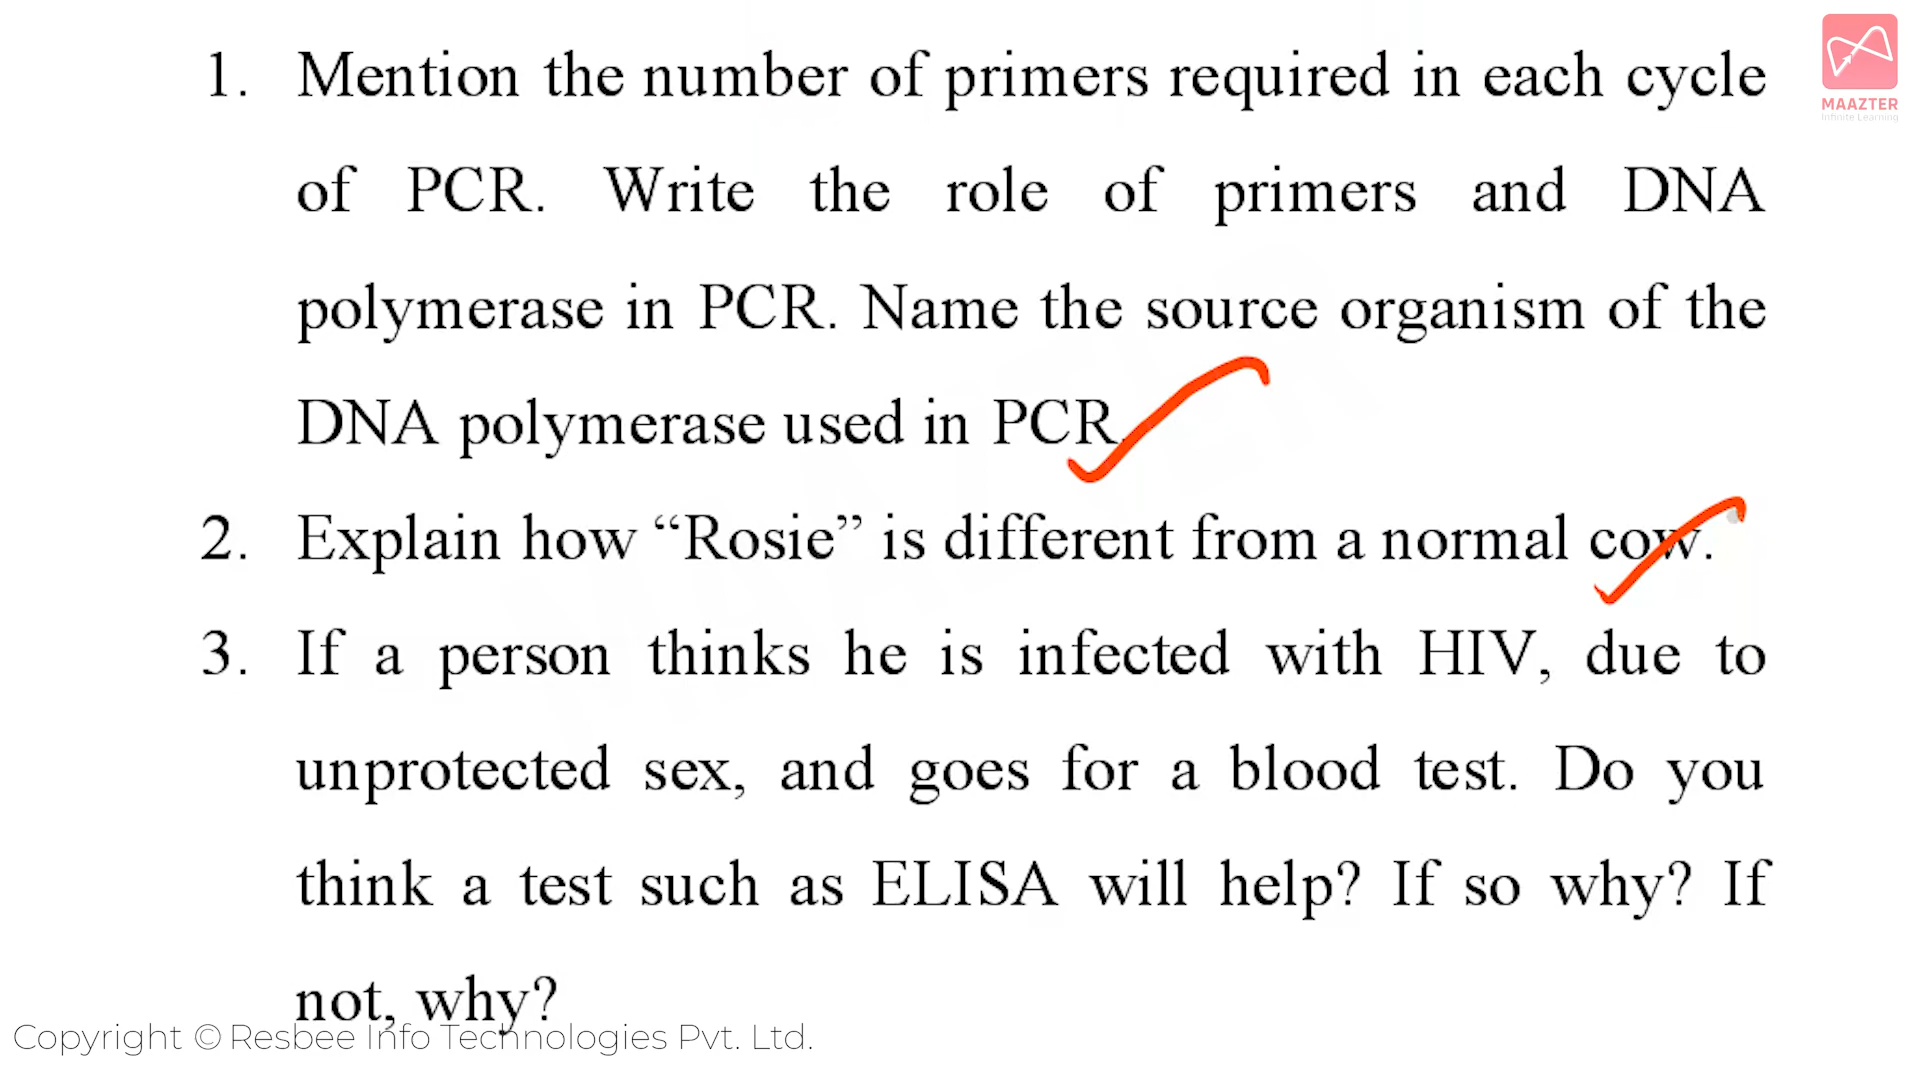 1. Mention the number of primers required in each cycle
of PCR. Write the role of primers and DNA
polymerase in PCR. Name the source organism of the
DNA polymerase used in PCR.
2. Explain how “Rosie” is different from a normal cow.
3. If a person thinks he is infected with HIV, due to
unprotected sex, and goes for a blood test. Do you
think a test such as ELISA will help? If so why? If
not, why?
MAAZTER
Infinite Learning
Copyright © Resbee Info Technologies Pvt. Ltd.